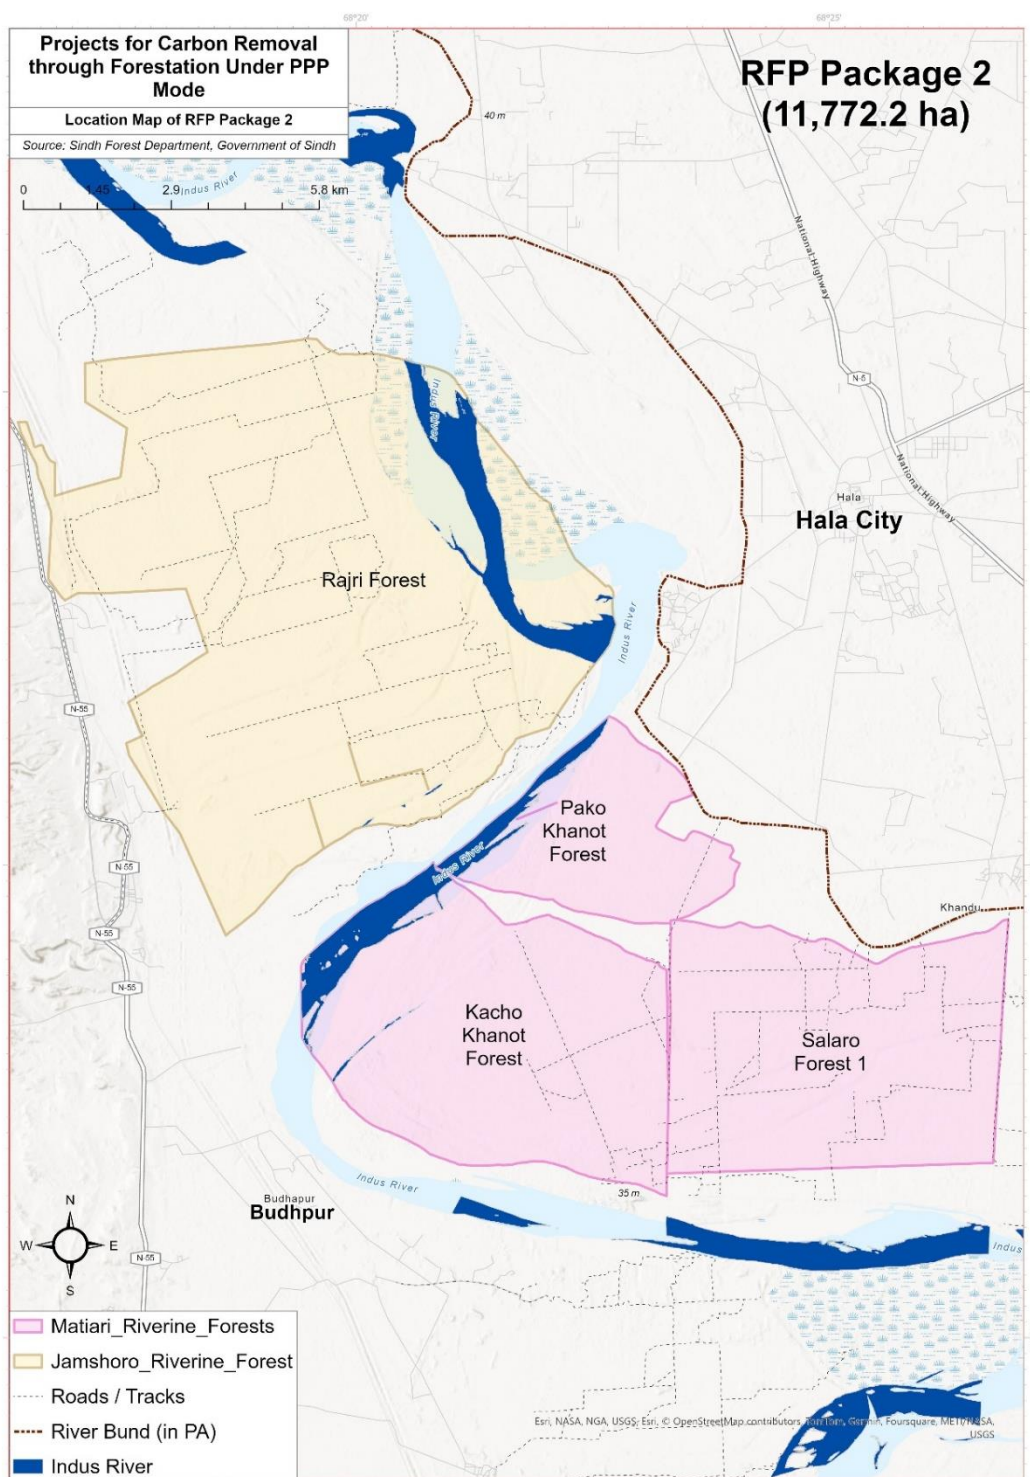 68°20'
68°25'
Projects for Carbon Removal
through Forestation Under PPP
Mode
Location Map of RFP Package 2
Source: Sindh Forest Department, Government of Sindh
RFP Package 2
(11,772.2 ha)
40 m
0 1.45 2.9 5.8 km
Indus River
National Highway
N-5
Indus River
National Highway
Hala
Hala City
Rajri Forest
Indus River
N-55
Pako
Khanot
Forest
Indus River
N-55
Khandu
N-55
N-55
Kacho
Khanot
Forest
Salaro
Forest 1
Indus River
35 m
Budhapur
Budhpur
N
W E
S
N-55
Indus
Matiari_Riverine_Forests
Jamshoro_Riverine_Forest
Roads / Tracks
River Bund (in PA)
Indus River
Esri, NASA, NGA, USGS, Esri, © OpenStreetMap contributors, TomTom, Garmin, Foursquare, METI/NASA,
USGS